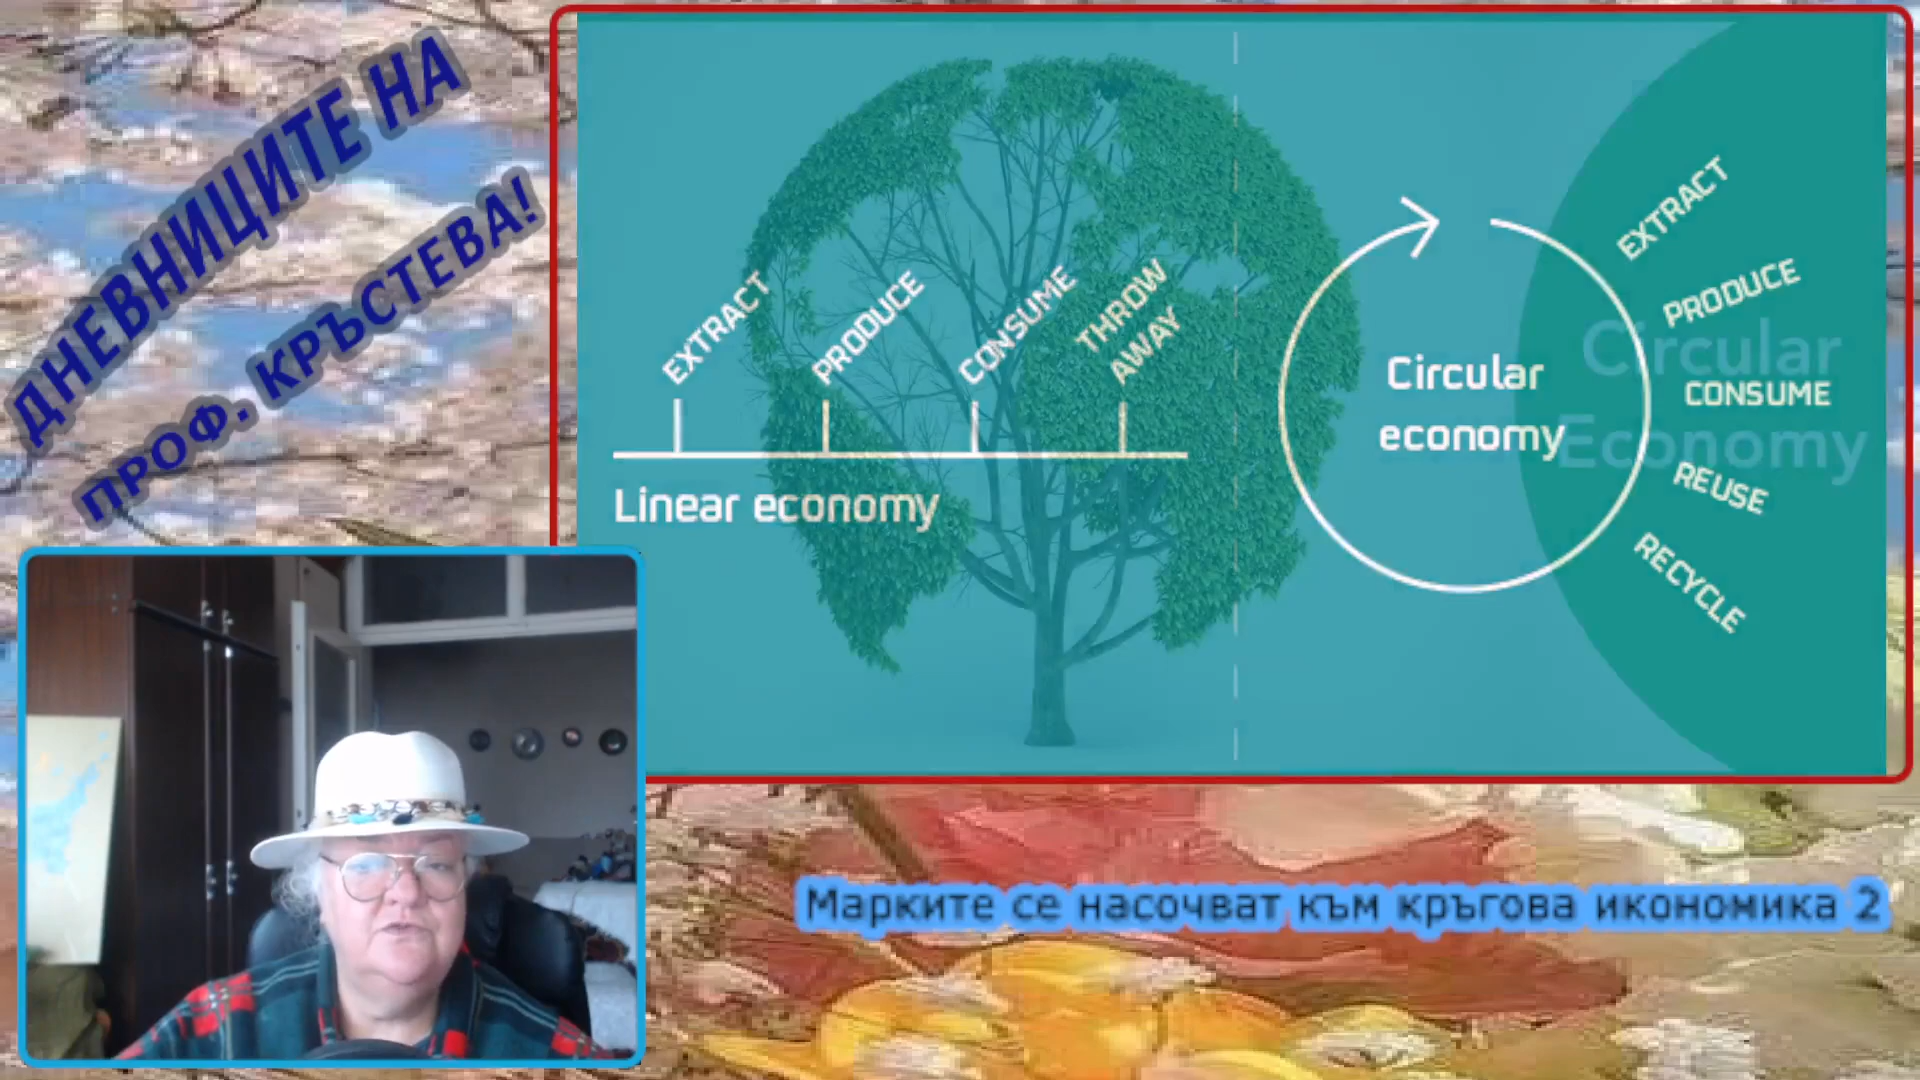 ДНЕВНИЦИТЕ НА
ПРОФ. КРЪСТЕВА!
EXTRACT
PRODUCE
CONSUME
THROW
AWAY
Linear economy
Circular
economy
EXTRACT
PRODUCE
CONSUME
REUSE
RECYCLE
Circular
Economy
Марките се насочват към кръгова икономика 2